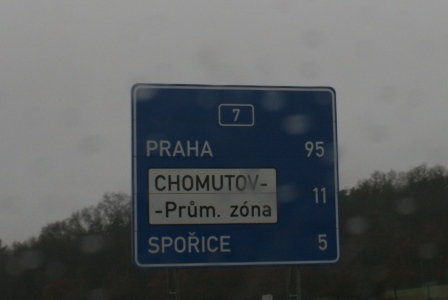 7
PRAHA 95
CHOMUTOV-
-Prům. zóna 11
SPOŘICE 5